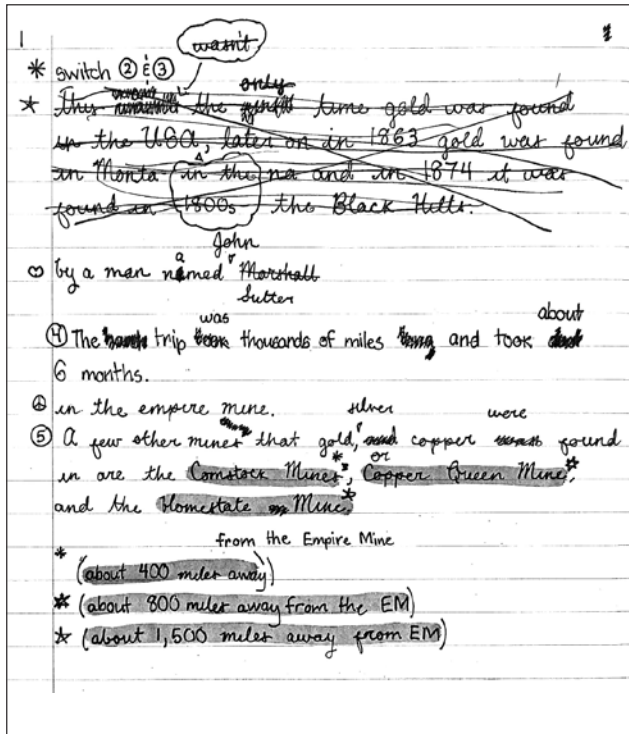 1
wasn't
* switch ② & ③
only
☆ This the time gold was found
in the USA, later on in 1863 gold was found
in Monta in the na and in 1874 it was
found in 1800s the Black Hills.
John
♡ by a man named Marshall
Sutter
was about
④ The trip took thousands of miles and took
6 months.
☮ in the empire mine. silver were
⑤ A few other mines that gold, and copper found
or
in are the Comstock Mines*, Copper Queen Mine☆,
and the Homestate Mine☆
from the Empire Mine
* (about 400 miles away)
☆ (about 800 miles away from the EM)
☆ (about 1,500 miles away from EM)